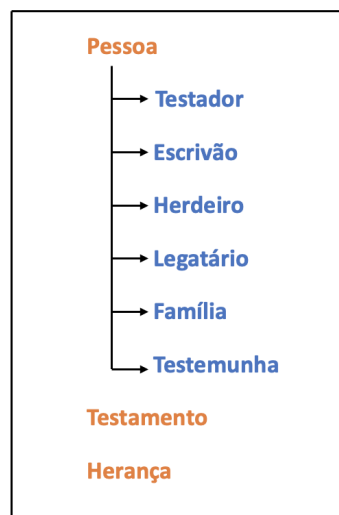 Pessoa
Testador
Escrivão
Herdeiro
Legatário
Família
Testemunha
Testamento
Herança